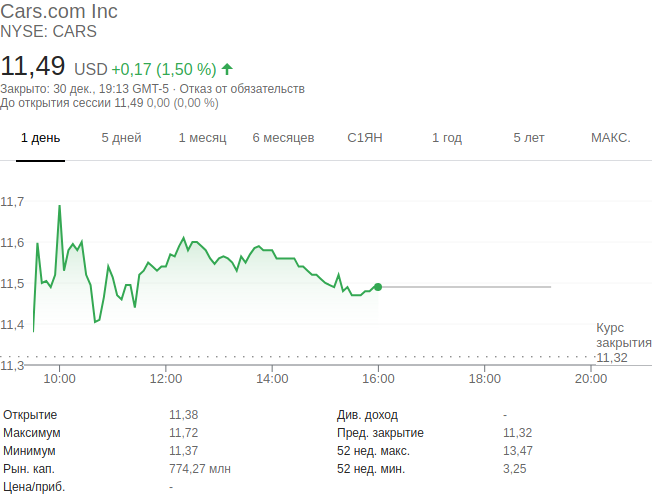 Cars.com Inc
NYSE: CARS
11,49 USD +0,17 (1,50 %)
Закрыто: 30 дек., 19:13 GMT-5 · Отказ от обязательств
До открытия сессии 11,49 0,00 (0,00 %)
1 день 5 дней 1 месяц 6 месяцев С1ЯН 1 год 5 лет МАКС.
11,7
11,6
11,5
11,4
Курс
закрытия
11,32
11,3
10:00 12:00 14:00 16:00 18:00 20:00
Открытие 11,38 Див. доход -
Максимум 11,72 Пред. закрытие 11,32
Минимум 11,37 52 нед. макс. 13,47
Рын. кап. 774,27 млн 52 нед. мин. 3,25
Цена/приб. -